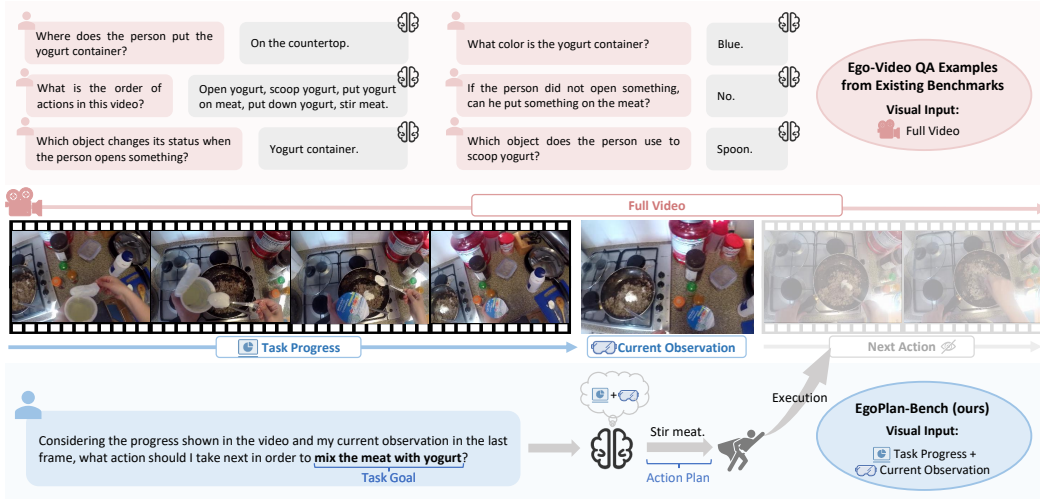 Where does the person put the
yogurt container?
On the countertop.
What color is the yogurt container?
Blue.
What is the order of
actions in this video?
Open yogurt, scoop yogurt, put yogurt
on meat, put down yogurt, stir meat.
If the person did not open something,
can he put something on the meat?
No.
Which object changes its status when
the person opens something?
Yogurt container.
Which object does the person use to
scoop yogurt?
Spoon.
Ego-Video QA Examples
from Existing Benchmarks
Visual Input:
Full Video
Full Video
Task Progress
Current Observation
Next Action
Considering the progress shown in the video and my current observation in the last
frame, what action should I take next in order to mix the meat with yogurt?
Task Goal
+
Stir meat.
Action Plan
Execution
EgoPlan-Bench (ours)
Visual Input:
Task Progress +
Current Observation